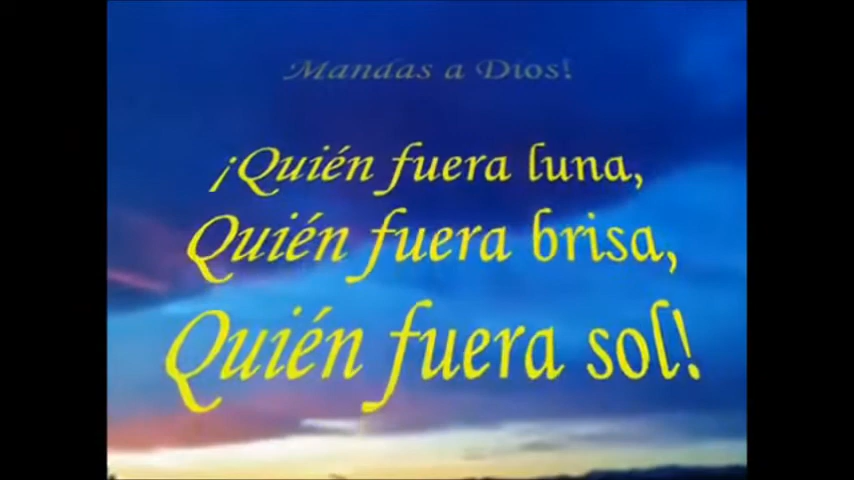 Mandas a Dios!
¡Quién fuera luna,
Quién fuera brisa,
Quién fuera sol!